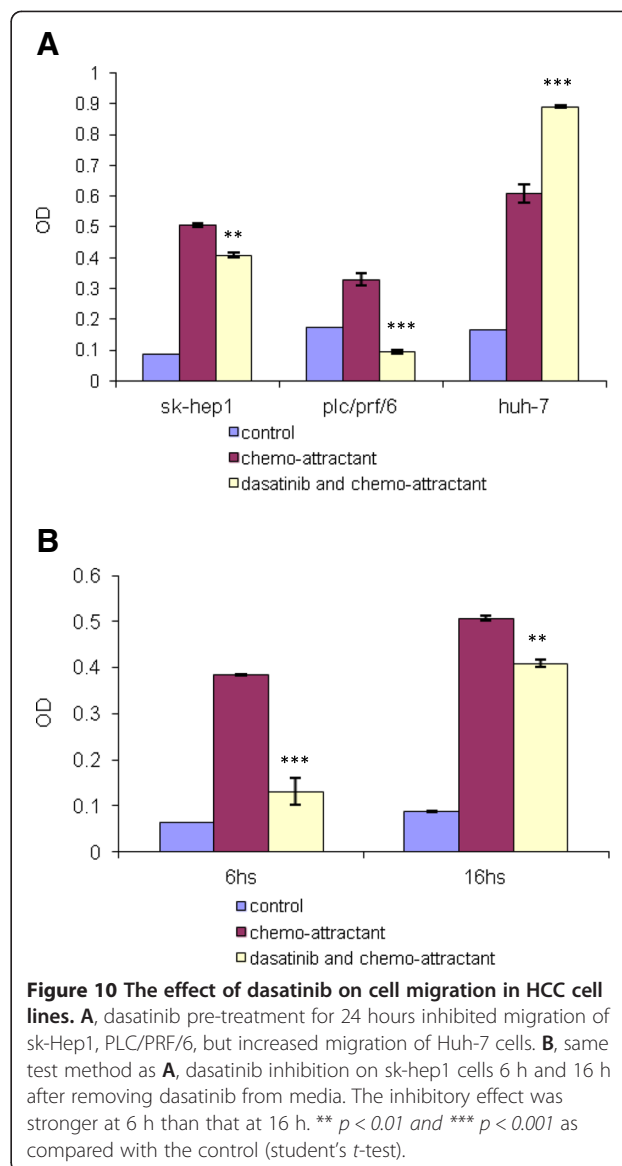 A
1
0.9
0.8
0.7
0.6
0.5
0.4
0.3
0.2
0.1
0
OD
**
***
***
sk-hep1 plc/prf/6 huh-7
control
chemo-attractant
dasatinib and chemo-attractant
B
0.6
0.5
0.4
0.3
0.2
0.1
0
OD
***
**
6hs 16hs
control
chemo-attractant
dasatinib and chemo-attractant
Figure 10 The effect of dasatinib on cell migration in HCC cell
lines. A, dasatinib pre-treatment for 24 hours inhibited migration of
sk-Hep1, PLC/PRF/6, but increased migration of Huh-7 cells. B, same
test method as A, dasatinib inhibition on sk-hep1 cells 6 h and 16 h
after removing dasatinib from media. The inhibitory effect was
stronger at 6 h than that at 16 h. ** p < 0.01 and *** p < 0.001 as
compared with the control (student's t-test).